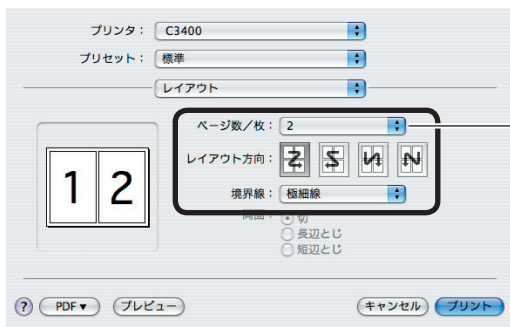 プリンタ： C3400
プリセット： 標準
レイアウト
ページ数/枚： 2
レイアウト方向：
境界線： 極細線
両面： 切
長辺とじ
短辺とじ
1 2
? PDF▼ プレビュー キャンセル プリント